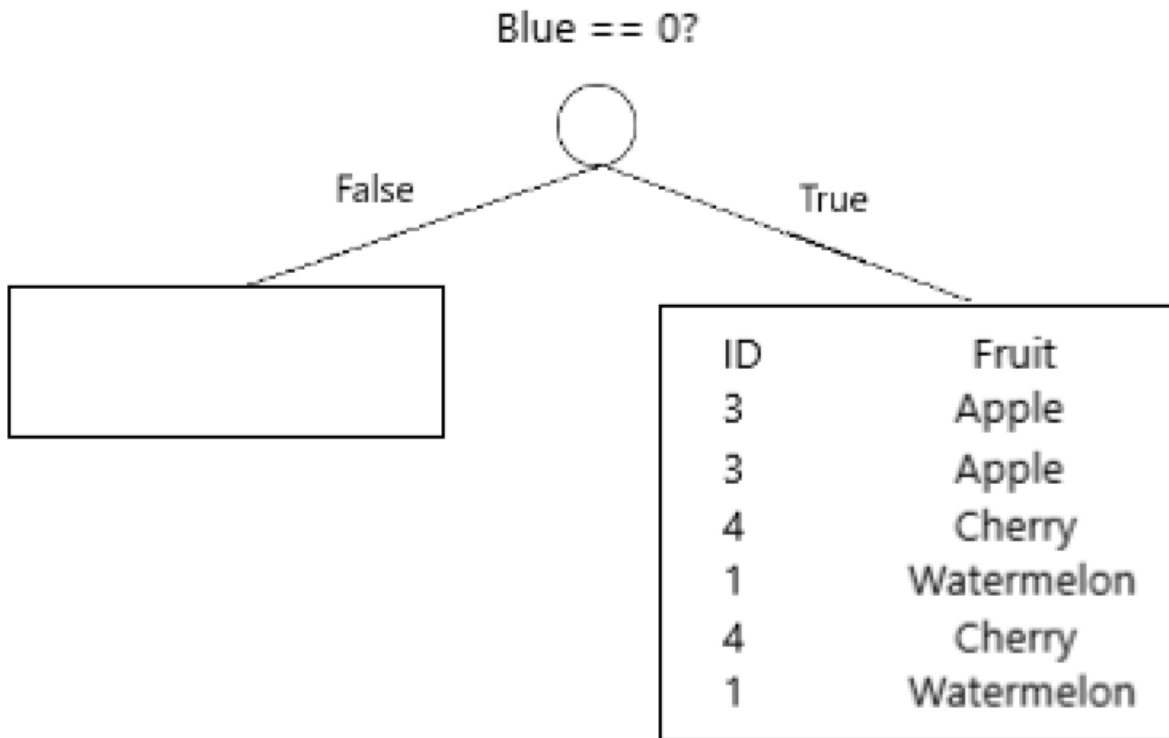 Blue == 0?
False
True
ID Fruit
3 Apple
3 Apple
4 Cherry
1 Watermelon
4 Cherry
1 Watermelon